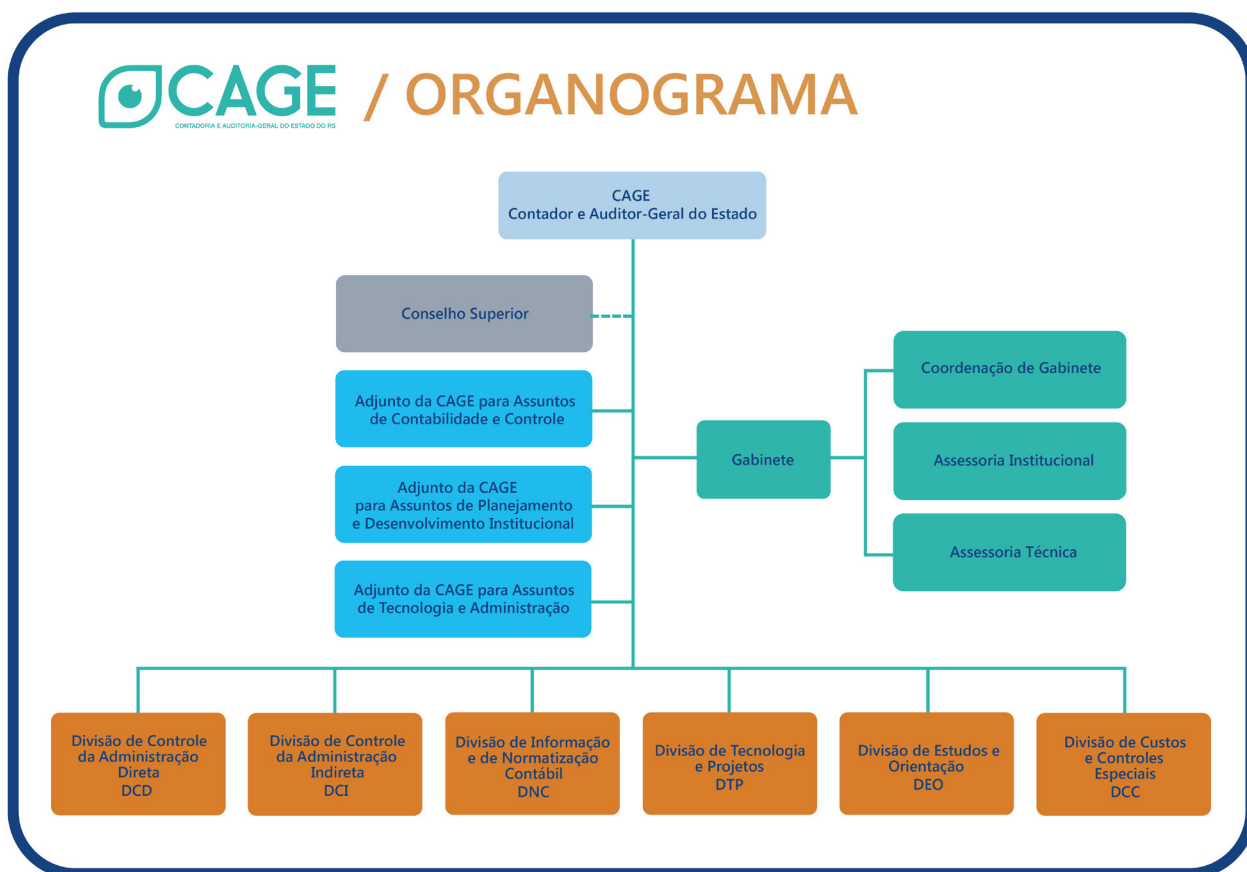 CAGE / ORGANOGRAMA
CONTADORIA E AUDITORIA-GERAL DO ESTADO DO RS
CAGE
Contador e Auditor-Geral do Estado
Conselho Superior
Adjunto da CAGE para Assuntos
de Contabilidade e Controle
Adjunto da CAGE
para Assuntos de Planejamento
e Desenvolvimento Institucional
Adjunto da CAGE para Assuntos
de Tecnologia e Administração
Gabinete
Coordenação de Gabinete
Assessoria Institucional
Assessoria Técnica
Divisão de Controle
da Administração
Direta
DCD
Divisão de Controle
da Administração
Indireta
DCI
Divisão de Informação
e de Normatização
Contábil
DNC
Divisão de Tecnologia
e Projetos
DTP
Divisão de Estudos e
Orientação
DEO
Divisão de Custos
e Controles
Especiais
DCC